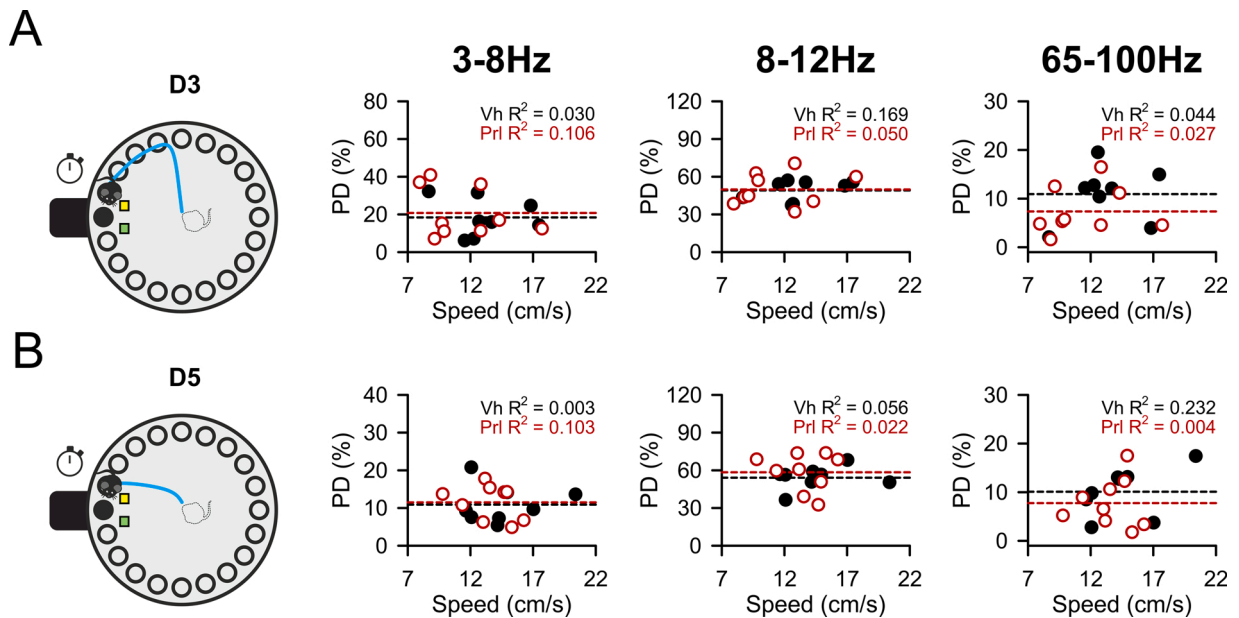 A
D3
3-8Hz
8-12Hz
65-100Hz
80
60
40
20
0
PD (%)
Vh R² = 0.030
Prl R² = 0.106
7 12 17 22
Speed (cm/s)
120
90
60
30
0
PD (%)
Vh R² = 0.169
Prl R² = 0.050
7 12 17 22
Speed (cm/s)
30
20
10
0
PD (%)
Vh R² = 0.044
Prl R² = 0.027
7 12 17 22
Speed (cm/s)
B
D5
40
30
20
10
0
PD (%)
Vh R² = 0.003
Prl R² = 0.103
7 12 17 22
Speed (cm/s)
120
90
60
30
0
PD (%)
Vh R² = 0.056
Prl R² = 0.022
7 12 17 22
Speed (cm/s)
30
20
10
0
PD (%)
Vh R² = 0.232
Prl R² = 0.004
7 12 17 22
Speed (cm/s)